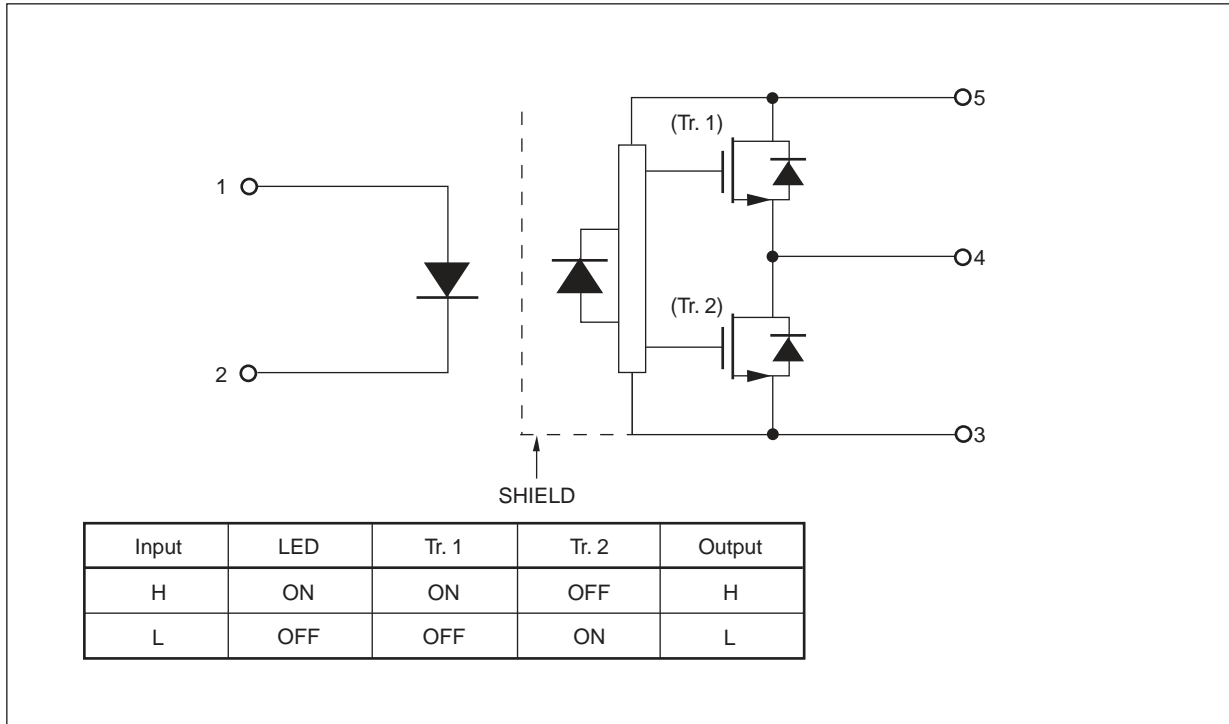 5
(Tr. 1)
1
4
(Tr. 2)
2
3
SHIELD
Input LED Tr. 1 Tr. 2 Output
H ON ON OFF H
L OFF OFF ON L